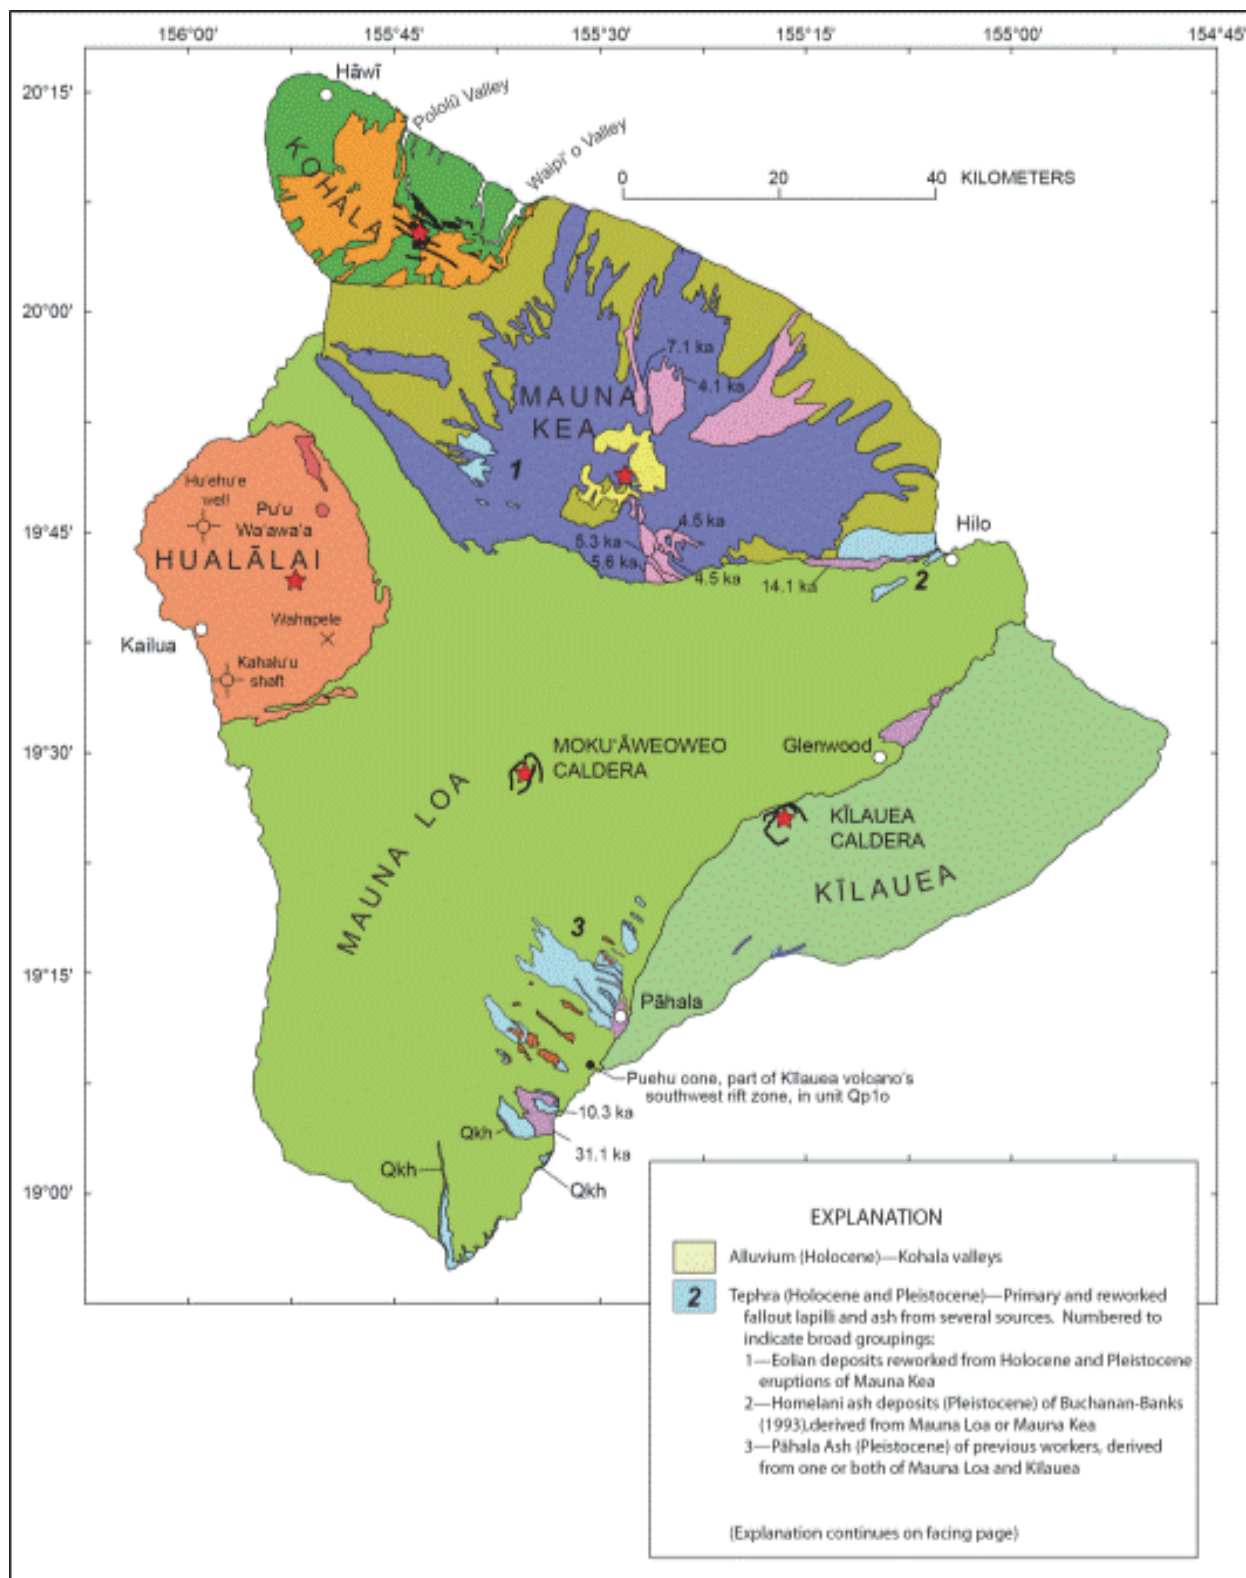 156°00' 155°45' 155°30' 155°15' 155°00' 154°45'
20°15'
Hāwī
Pololū Valley
Waipi'o Valley
KOHALA
0 20 40 KILOMETERS
20°00'
7.1 ka
4.1 ka
MAUNA
KEA
1
Hu'ehu'e
well
Pu'u
Wa'awa'a
19°45'
4.5 ka
5.3 ka
5.6 ka
4.5 ka
14.1 ka
Hilo
2
HUALĀLAI
Wahapele
Kailua
Kahalu'u
shaft
19°30'
MOKU'ĀWEOWEO
CALDERA
Glenwood
MAUNA LOA
KĪLAUEA
CALDERA
KĪLAUEA
3
19°15'
Pāhala
Puehu cone, part of Kīlauea volcano's
southwest rift zone, in unit Qp1o
10.3 ka
Qkh
31.1 ka
Qkh
Qkh
19°00'
EXPLANATION
Alluvium (Holocene)—Kohala valleys
2 Tephra (Holocene and Pleistocene)—Primary and reworked
fallout lapilli and ash from several sources. Numbered to
indicate broad groupings:
1—Eolian deposits reworked from Holocene and Pleistocene
eruptions of Mauna Kea
2—Homelani ash deposits (Pleistocene) of Buchanan-Banks
(1993),derived from Mauna Loa or Mauna Kea
3—Pāhala Ash (Pleistocene) of previous workers, derived
from one or both of Mauna Loa and Kīlauea
(Explanation continues on facing page)